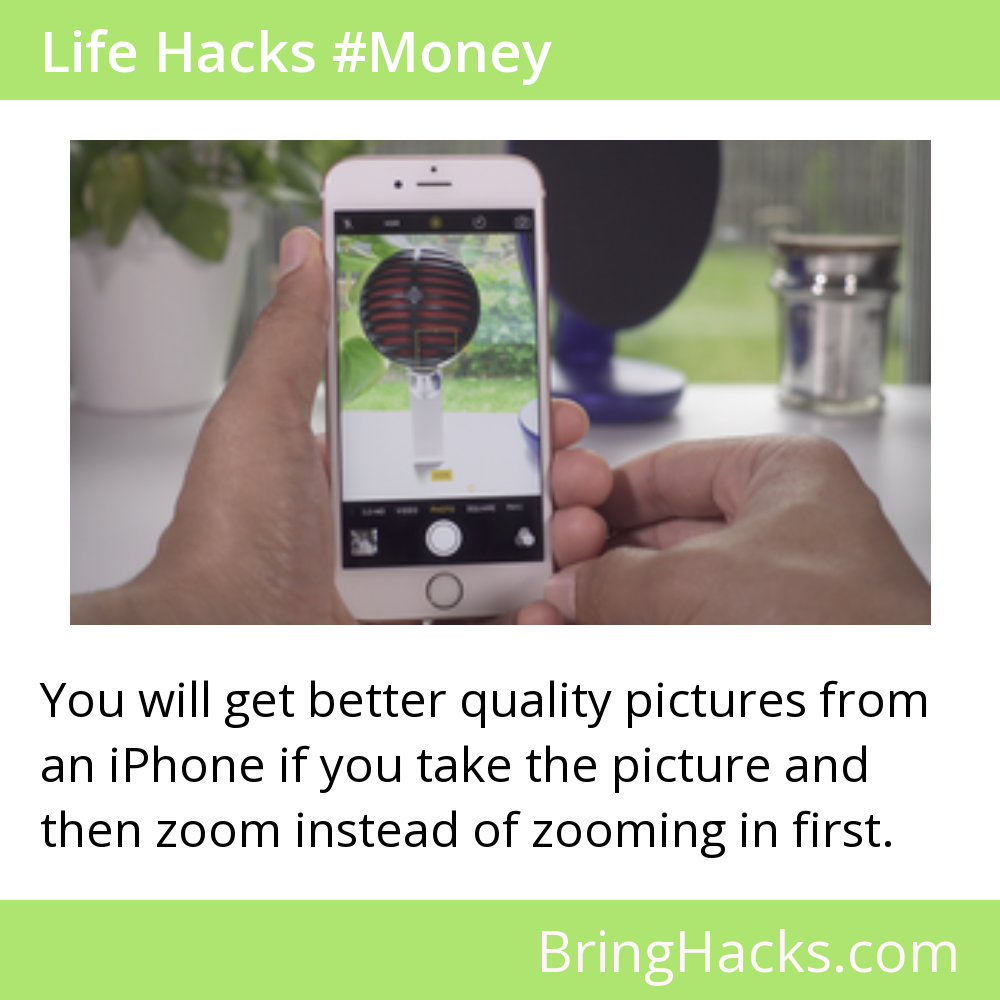 Life Hacks #Money
PHOTO
You will get better quality pictures from
an iPhone if you take the picture and
then zoom instead of zooming in first.
BringHacks.com